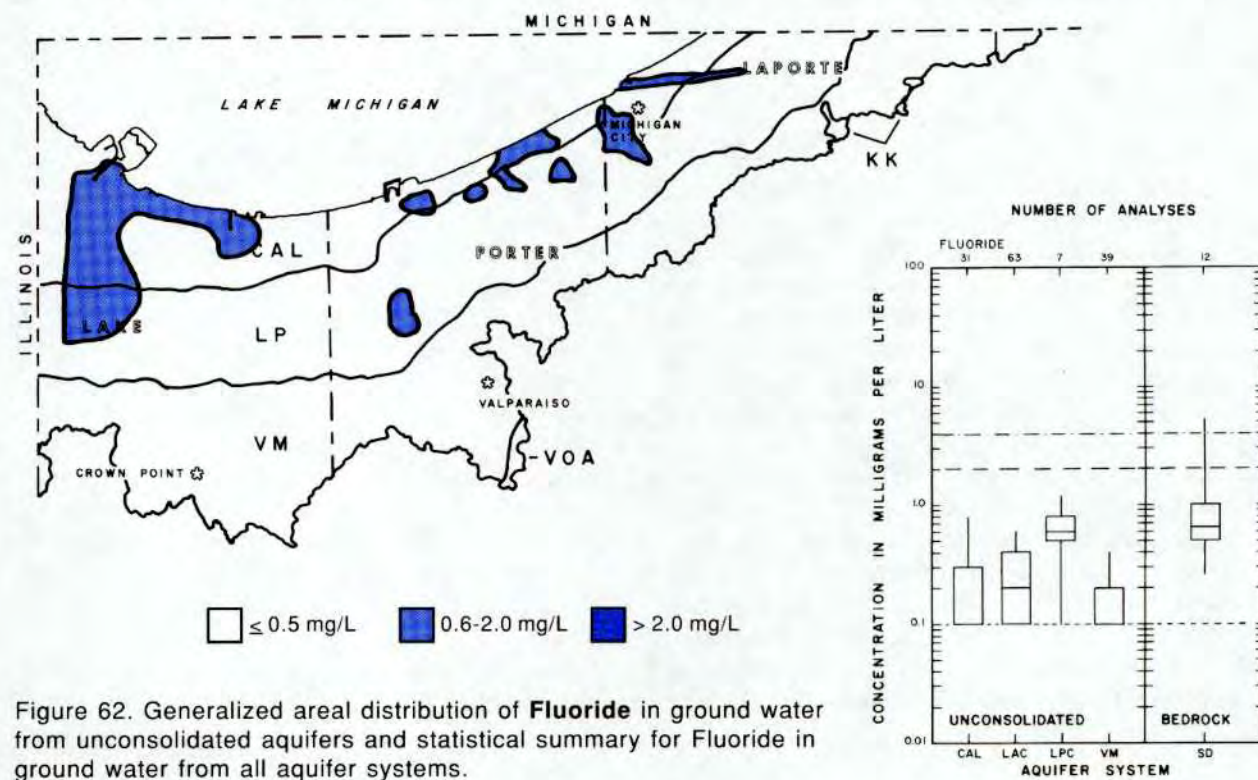 MICHIGAN
LAPORTE
LAKE MICHIGAN
MICHIGAN
CITY
KK
ILLINOIS
CAL
PORTER
LAKE
LP
VALPARAISO
VM
VOA
CROWN POINT
≤ 0.5 mg/L
0.6-2.0 mg/L
> 2.0 mg/L
Figure 62. Generalized areal distribution of Fluoride in ground water
from unconsolidated aquifers and statistical summary for Fluoride in
ground water from all aquifer systems.
NUMBER OF ANALYSES
FLUORIDE
31 63 7 39 12
CONCENTRATION IN MILLIGRAMS PER LITER
100
10
1.0
0.1
0.01
UNCONSOLIDATED BEDROCK
CAL LAC LPC VM SD
AQUIFER SYSTEM